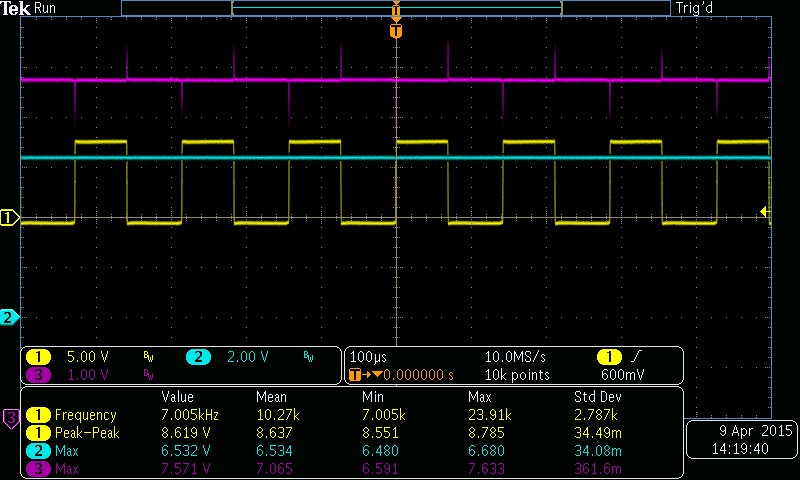 Tek Run Trig'd
T
T
1
2
3
1 5.00 V BW 2 2.00 V BW
3 1.00 V BW
100µs 10.0MS/s 1
T→▼0.000000 s 10k points 600mV
Value Mean Min Max Std Dev
1 Frequency 7.005kHz 10.27k 7.005k 23.91k 2.787k
1 Peak-Peak 8.619 V 8.637 8.551 8.785 34.49m
2 Max 6.532 V 6.534 6.480 6.680 34.08m
3 Max 7.571 V 7.065 6.591 7.633 361.6m
9 Apr 2015
14:19:40